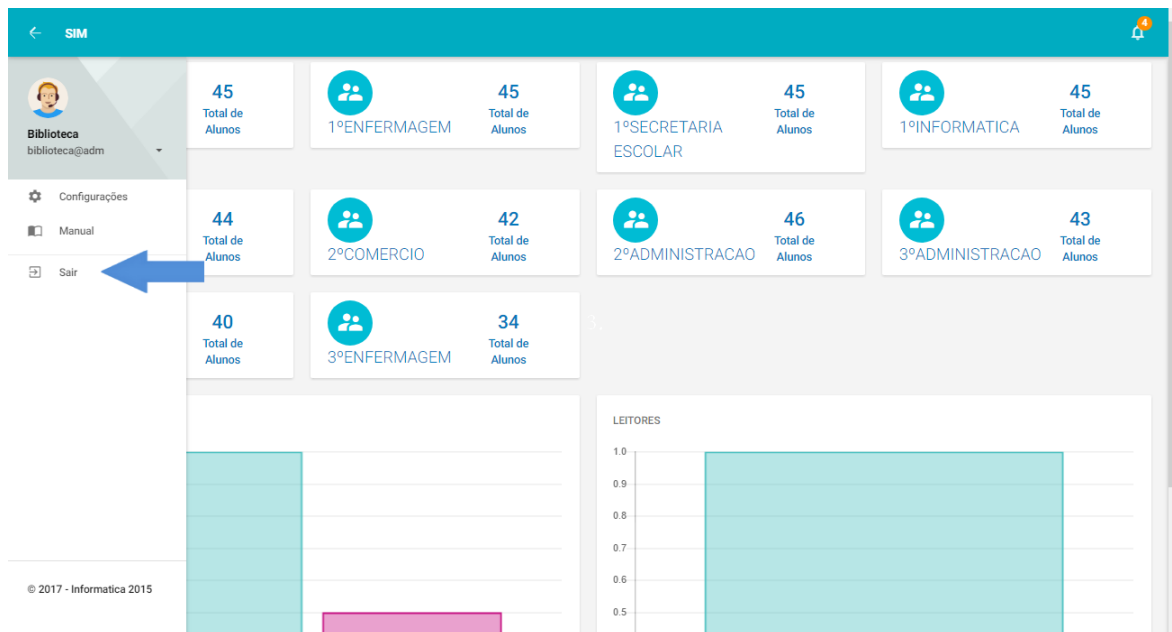 SIM
4
Biblioteca
biblioteca@adm
Configurações
Manual
Sair
© 2017 - Informatica 2015
45
Total de
Alunos
1ºENFERMAGEM
45
Total de
Alunos
1ºSECRETARIA
ESCOLAR
45
Total de
Alunos
1ºINFORMATICA
45
Total de
Alunos
44
Total de
Alunos
2ºCOMERCIO
42
Total de
Alunos
2ºADMINISTRACAO
46
Total de
Alunos
3ºADMINISTRACAO
43
Total de
Alunos
40
Total de
Alunos
3ºENFERMAGEM
34
Total de
Alunos
3.
LEITORES
1.0
0.9
0.8
0.7
0.6
0.5